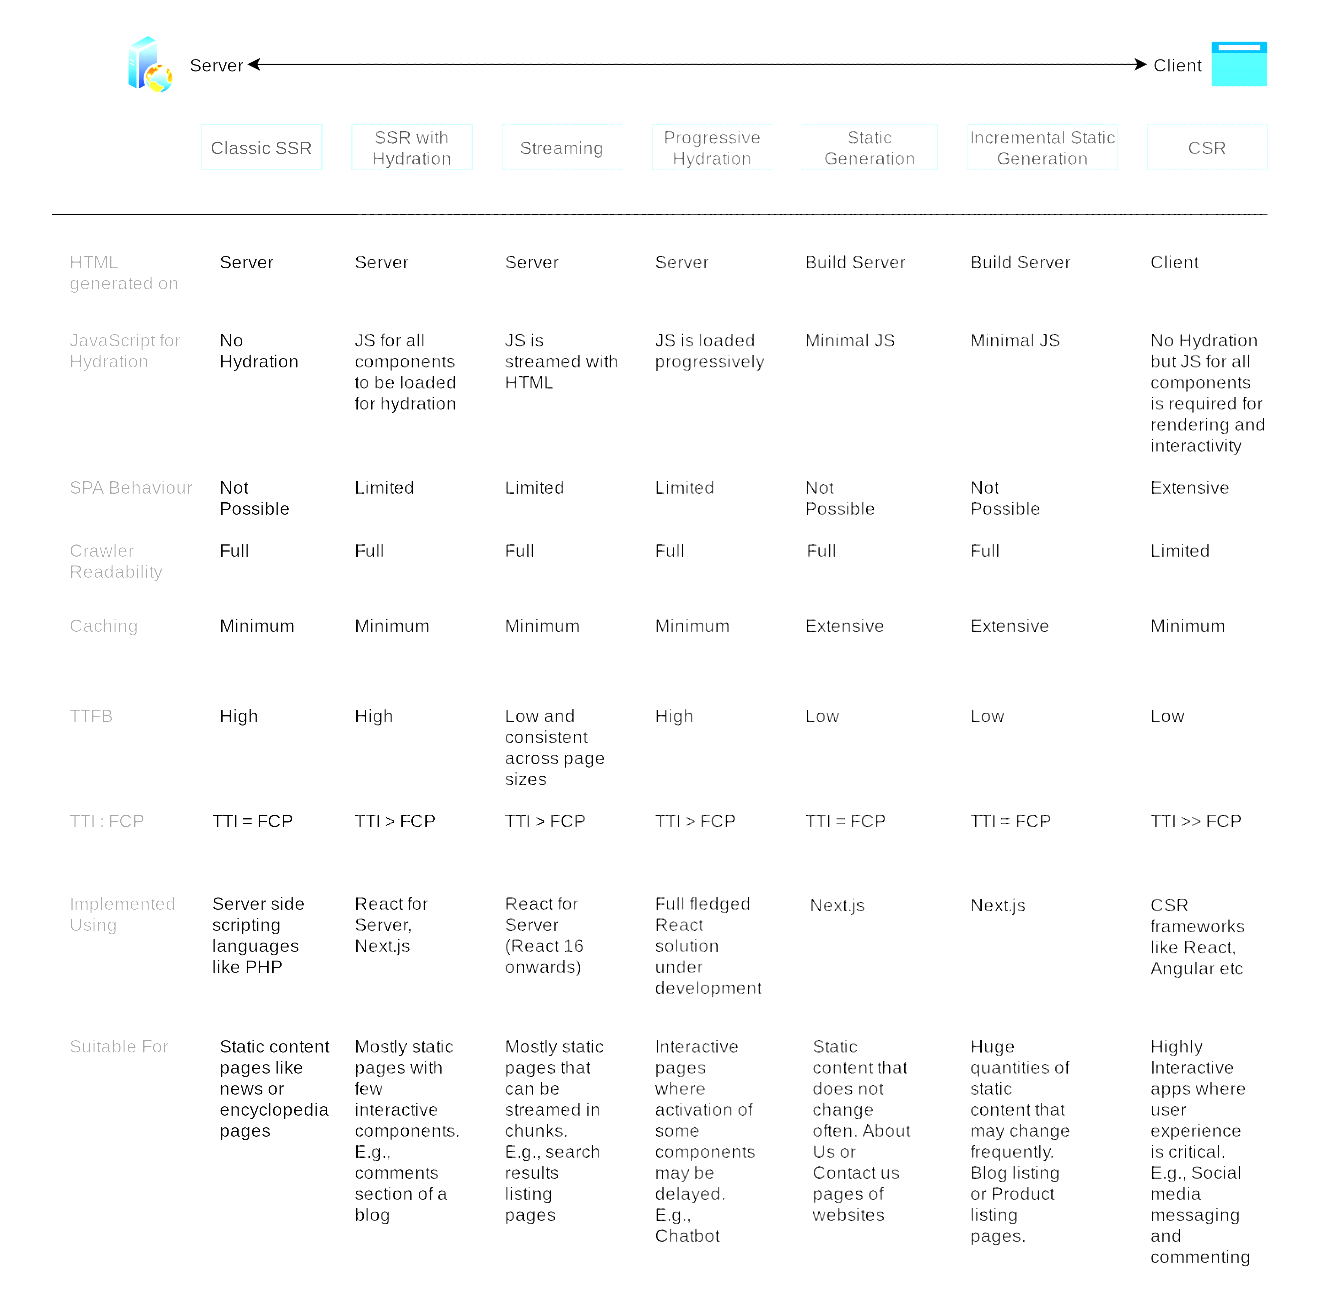 Server
Client
Classic SSR
SSR with
Hydration
Streaming
Progressive
Hydration
Static
Generation
Incremental Static
Generation
CSR
HTML
generated on
Server
Server
Server
Server
Build Server
Build Server
Client
JavaScript for
Hydration
No
Hydration
JS for all
components
to be loaded
for hydration
JS is
streamed with
HTML
JS is loaded
progressively
Minimal JS
Minimal JS
No Hydration
but JS for all
components
is required for
rendering and
interactivity
SPA Behaviour
Not
Possible
Limited
Limited
Limited
Not
Possible
Not
Possible
Extensive
Crawler
Readability
Full
Full
Full
Full
Full
Full
Limited
Caching
Minimum
Minimum
Minimum
Minimum
Extensive
Extensive
Minimum
TTFB
High
High
Low and
consistent
across page
sizes
High
Low
Low
Low
TTI : FCP
TTI = FCP
TTI > FCP
TTI > FCP
TTI > FCP
TTI = FCP
TTI = FCP
TTI >> FCP
Implemented
Using
Server side
scripting
languages
like PHP
React for
Server,
Next.js
React for
Server
(React 16
onwards)
Full fledged
React
solution
under
development
Next.js
Next.js
CSR
frameworks
like React,
Angular etc
Suitable For
Static content
pages like
news or
encyclopedia
pages
Mostly static
pages with
few
interactive
components.
E.g.,
comments
section of a
blog
Mostly static
pages that
can be
streamed in
chunks.
E.g., search
results
listing
pages
Interactive
pages
where
activation of
some
components
may be
delayed.
E.g.,
Chatbot
Static
content that
does not
change
often. About
Us or
Contact us
pages of
websites
Huge
quantities of
static
content that
may change
frequently.
Blog listing
or Product
listing
pages.
Highly
Interactive
apps where
user
experience
is critical.
E.g., Social
media
messaging
and
commenting